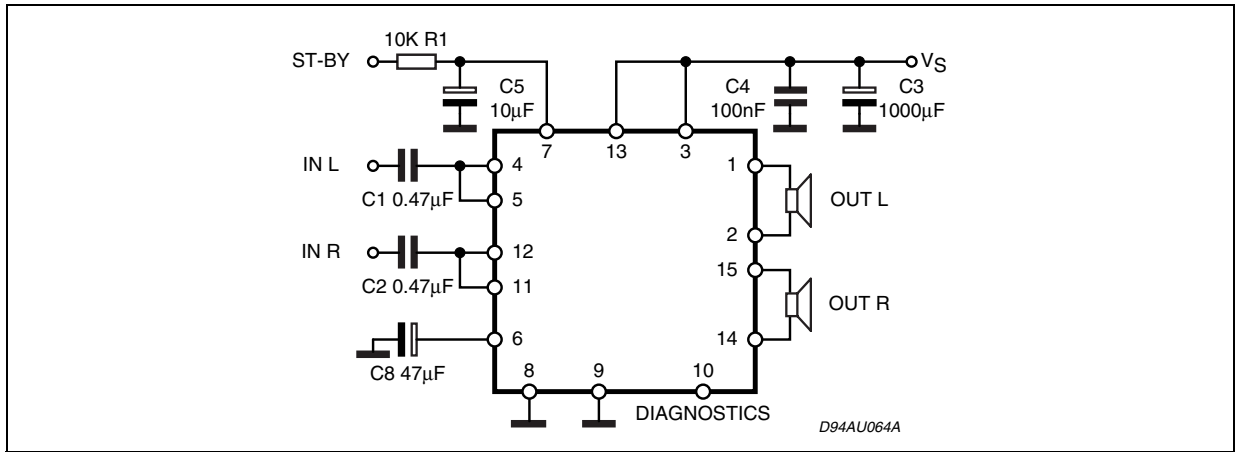 10K R1
ST-BY
C5
10μF
C4
100nF
VS
C3
1000μF
7
13
3
IN L
C1 0.47μF
4
5
1
OUT L
2
IN R
C2 0.47μF
12
11
15
OUT R
14
6
C8 47μF
8
9
10
DIAGNOSTICS
D94AU064A